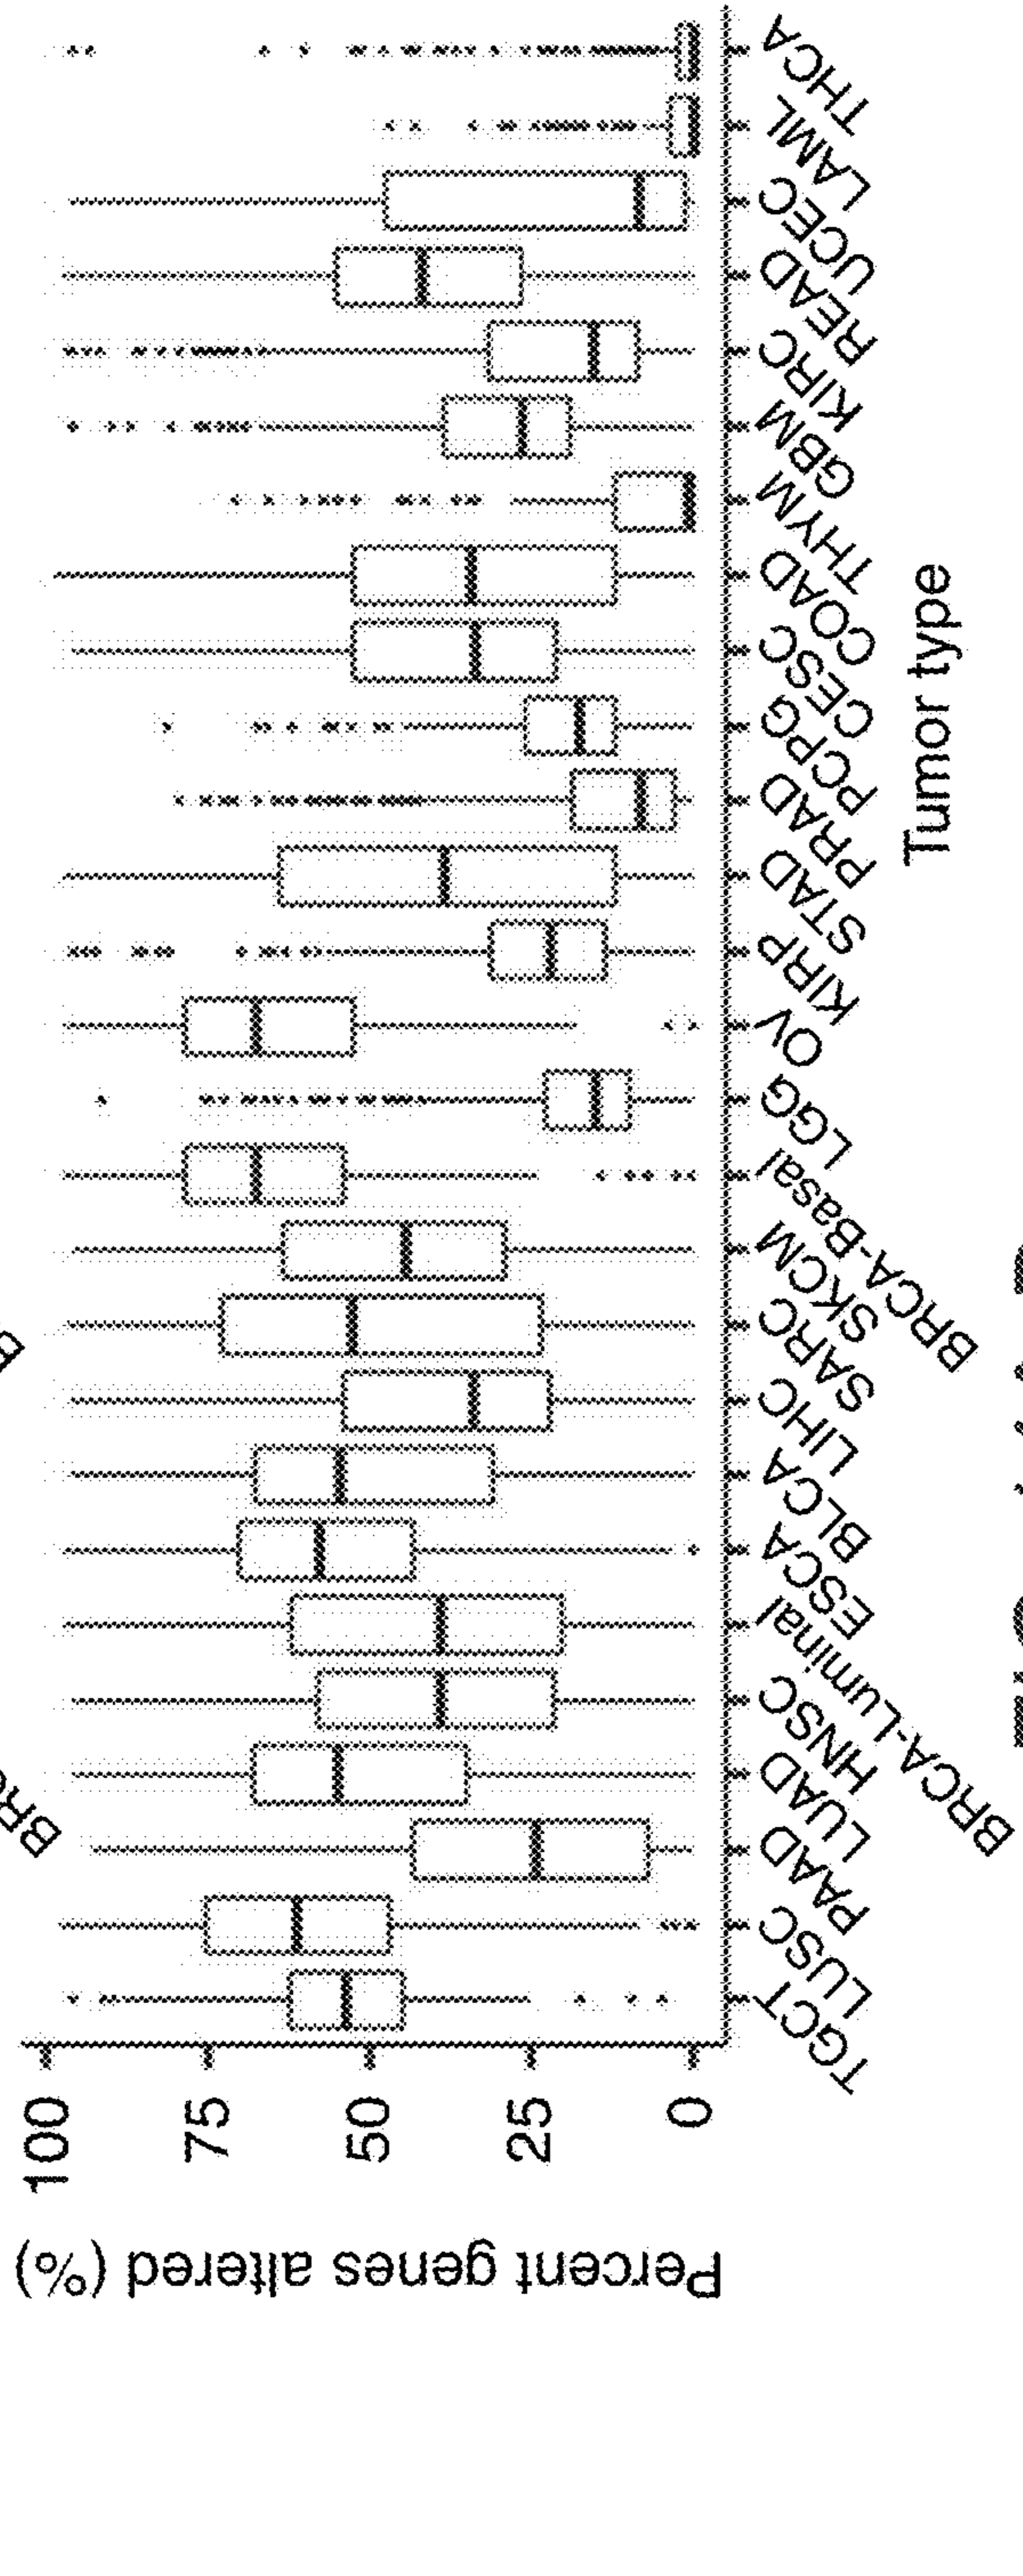 Percent genes altered (%)
100
75
50
25
0
TGCT
LUSC
PAAD
LUAD
HNSC
BRCA-Luminal
ESCA
BLCA
LIHC
SARC
SKCM
BRCA-Basal
LGG
OV
KIRP
STAD
PRAD
PCPG
CESC
COAD
THYM
GBM
KIRC
READ
UCEC
LAML
THCA
Tumor type